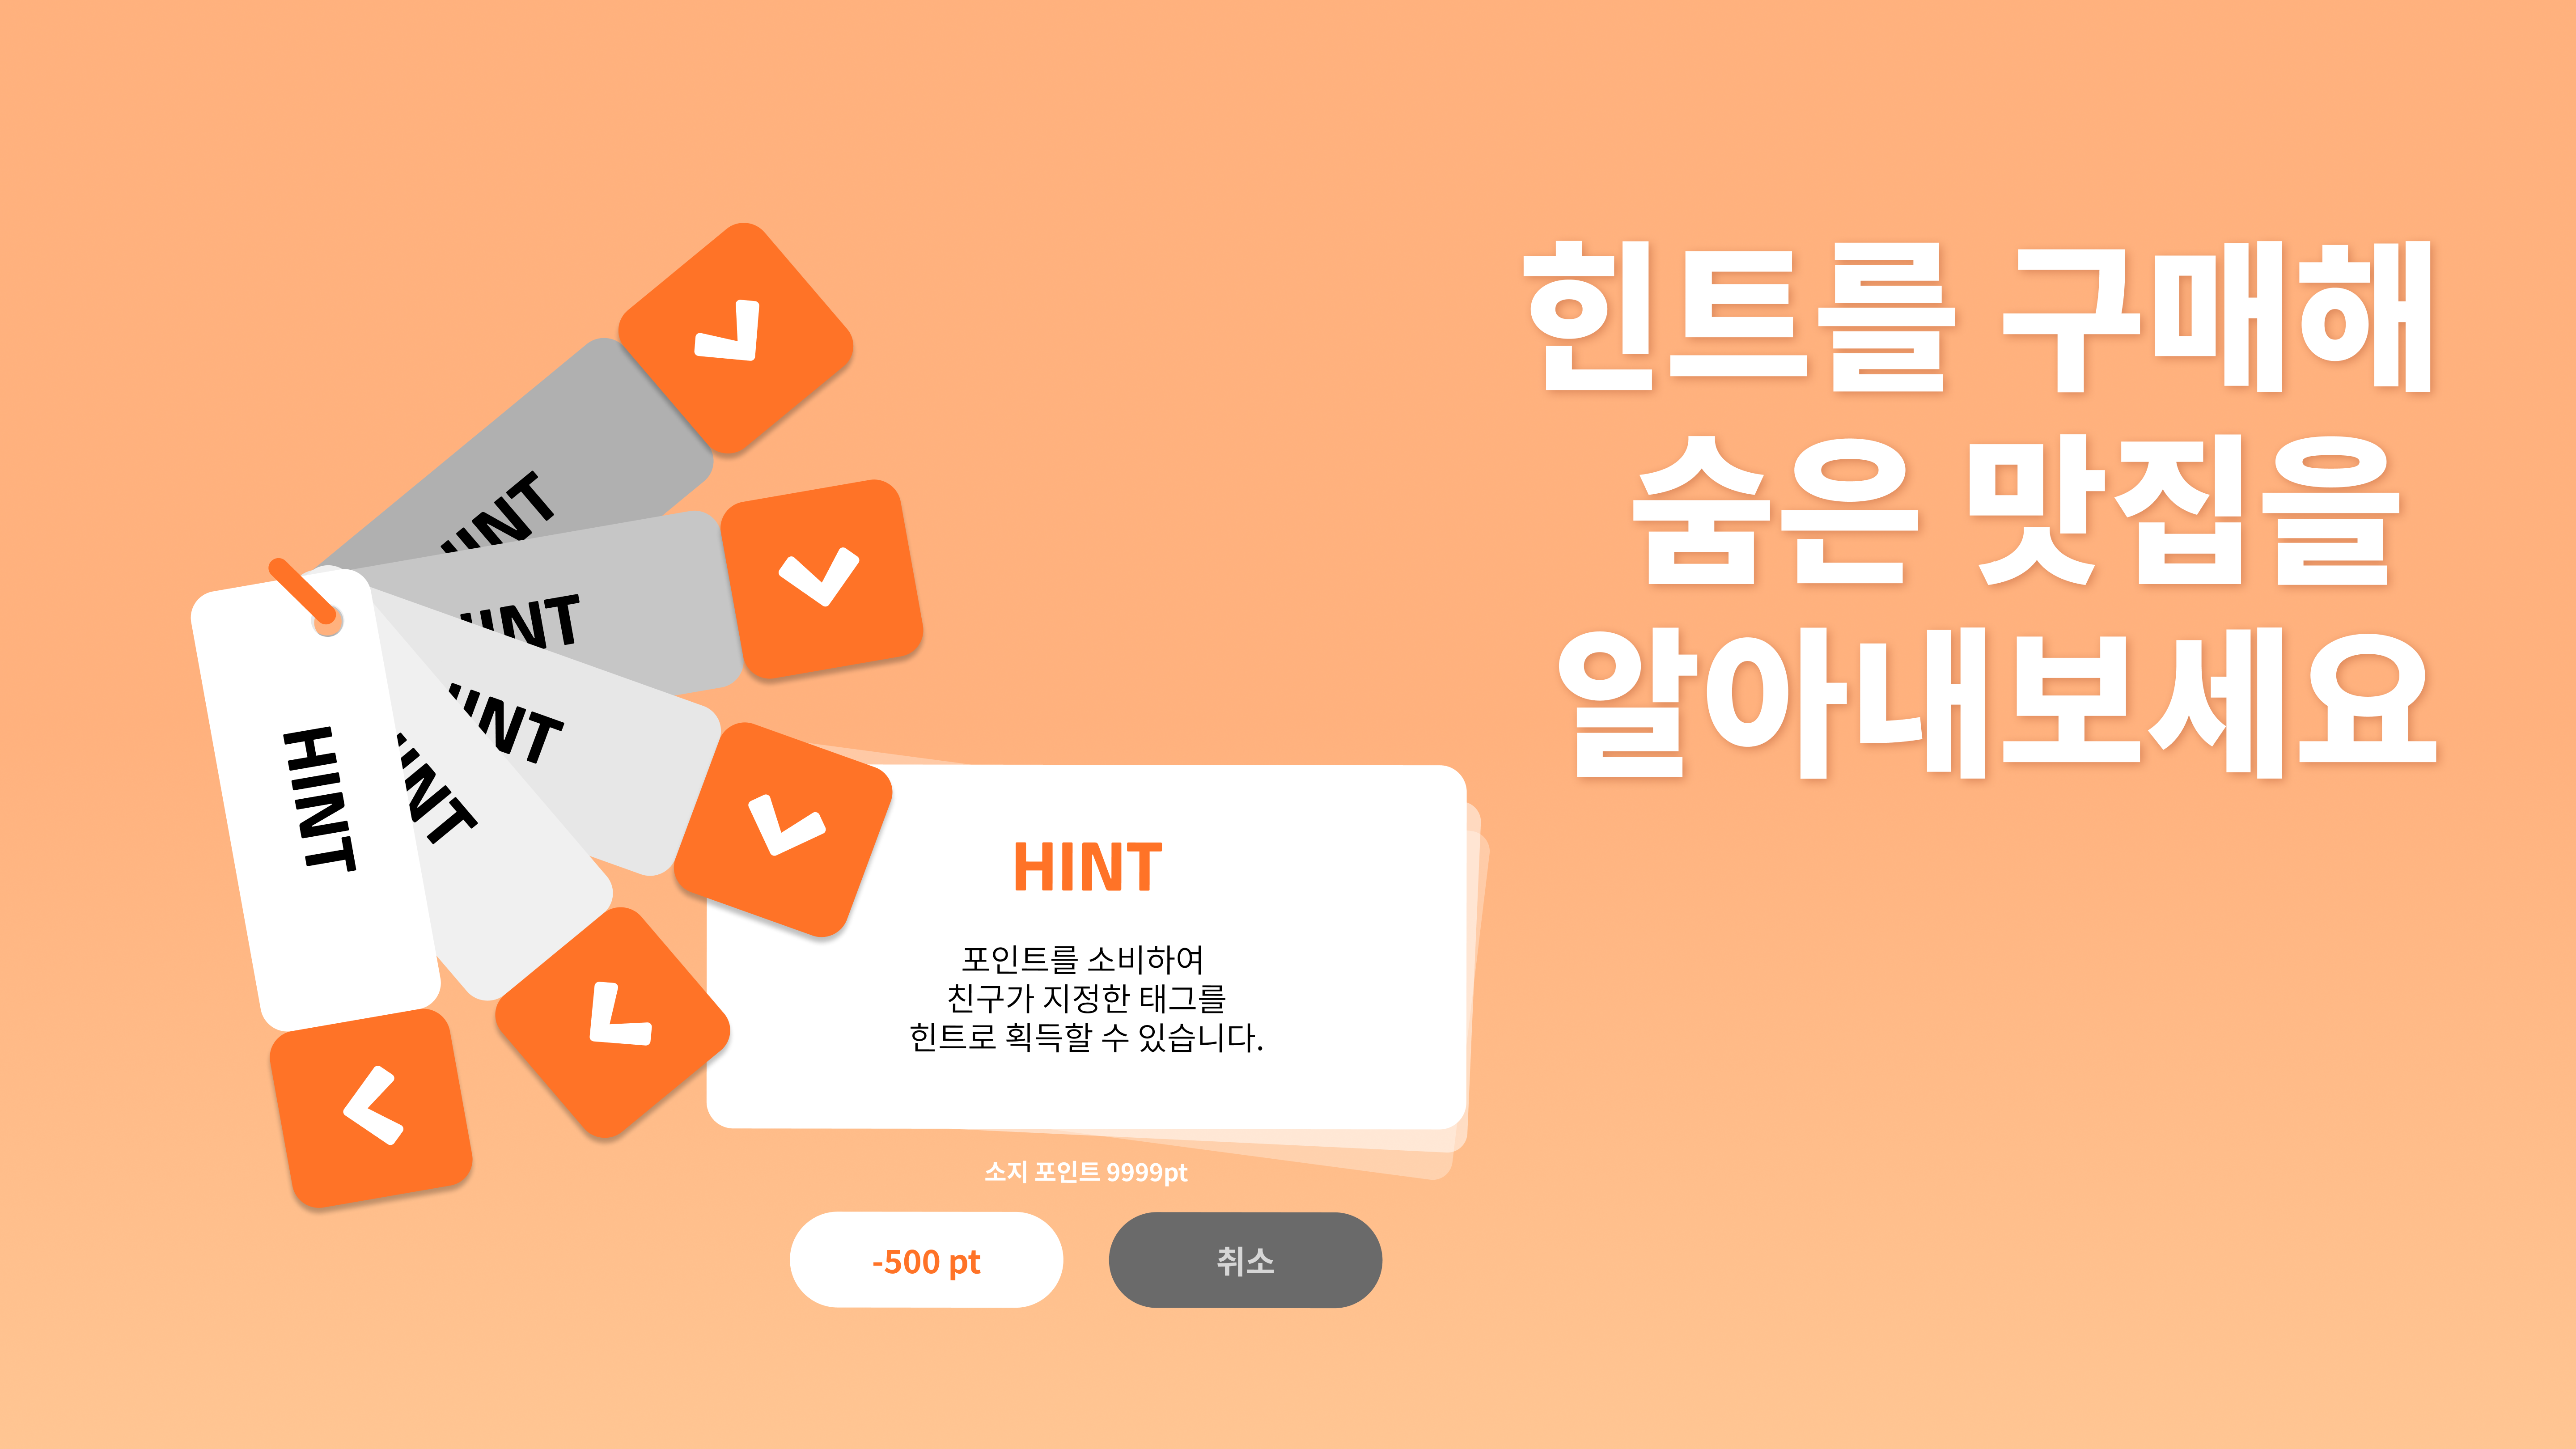 힌트를 구매해
숨은 맛집을
알아내보세요
HINT
HINT
HINT
HINT
HINT
HINT
포인트를 소비하여
친구가 지정한 태그를
힌트로 획득할 수 있습니다.
소지 포인트 9999pt
-500 pt
취소